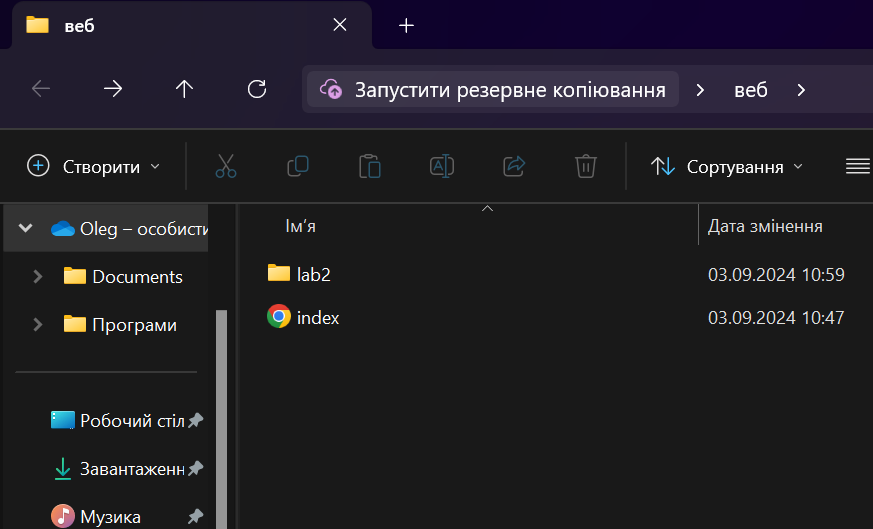 веб
Запустити резервне копіювання
веб
Створити
Сортування
Oleg – особисти
Documents
Програми
Робочий стіл
Завантаженн
Музика
Ім’я
Дата змінення
lab2
03.09.2024 10:59
index
03.09.2024 10:47